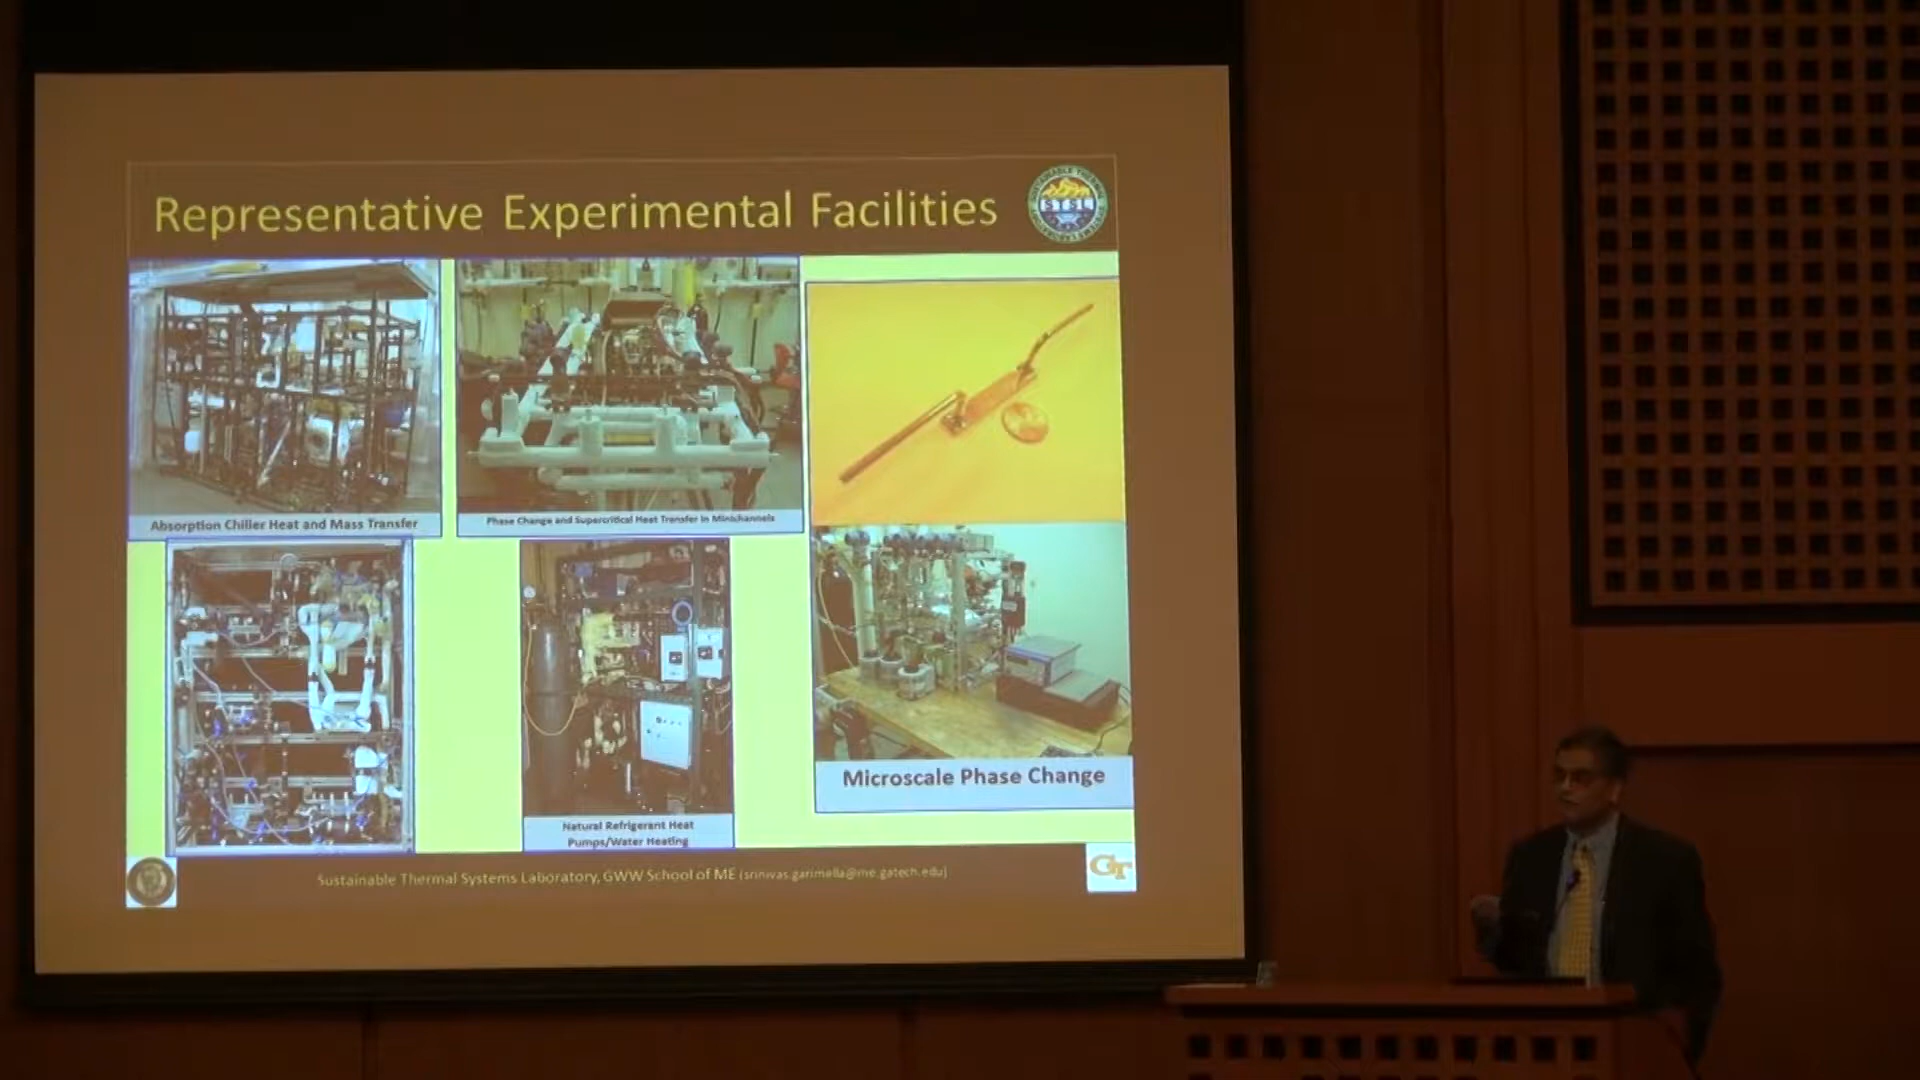 Representative Experimental Facilities
STSL
Absorption Chiller Heat and Mass Transfer
Phase Change and Supercritical Heat Transfer in Minichannels
Microscale Phase Change
Natural Refrigerant Heat
Pumps/Water Heating
Sustainable Thermal Systems Laboratory, GWW School of ME (srinivas.garimella@me.gatech.edu)
GT